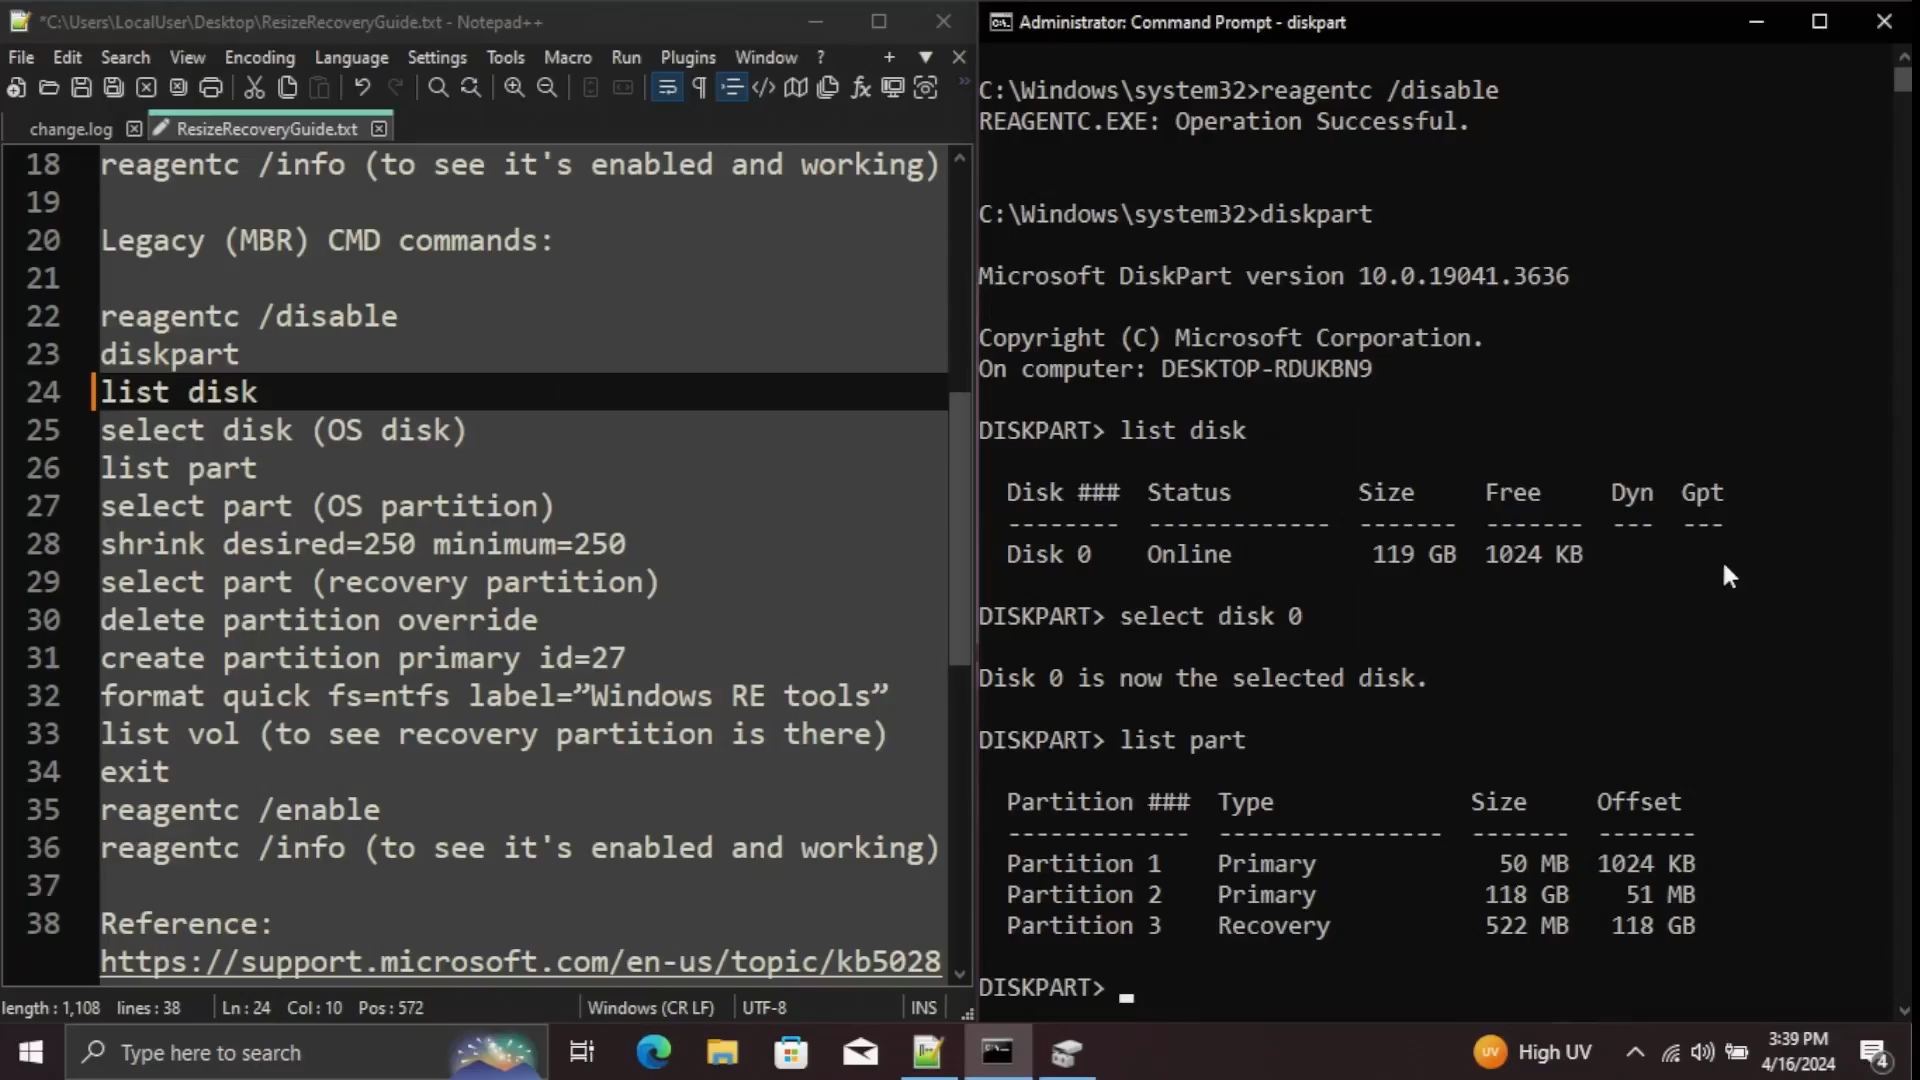 *C:\Users\LocalUser\Desktop\ResizeRecoveryGuide.txt - Notepad++
File Edit Search View Encoding Language Settings Tools Macro Run Plugins Window ?
change.log
ResizeRecoveryGuide.txt
18 reagentc /info (to see it's enabled and working)
19
20 Legacy (MBR) CMD commands:
21
22 reagentc /disable
23 diskpart
24 list disk
25 select disk (OS disk)
26 list part
27 select part (OS partition)
28 shrink desired=250 minimum=250
29 select part (recovery partition)
30 delete partition override
31 create partition primary id=27
32 format quick fs=ntfs label=”Windows RE tools”
33 list vol (to see recovery partition is there)
34 exit
35 reagentc /enable
36 reagentc /info (to see it's enabled and working)
37
38 Reference:
https://support.microsoft.com/en-us/topic/kb5028
length : 1,108 lines : 38 Ln : 24 Col : 10 Pos : 572 Windows (CR LF) UTF-8 INS
Administrator: Command Prompt - diskpart
C:\Windows\system32>reagentc /disable
REAGENTC.EXE: Operation Successful.
C:\Windows\system32>diskpart
Microsoft DiskPart version 10.0.19041.3636
Copyright (C) Microsoft Corporation.
On computer: DESKTOP-RDUKBN9
DISKPART> list disk
Disk ### Status Size Free Dyn Gpt
-------- ------------- ------- ------- --- ---
Disk 0 Online 119 GB 1024 KB
DISKPART> select disk 0
Disk 0 is now the selected disk.
DISKPART> list part
Partition ### Type Size Offset
------------- ---------------- ------- -------
Partition 1 Primary 50 MB 1024 KB
Partition 2 Primary 118 GB 51 MB
Partition 3 Recovery 522 MB 118 GB
DISKPART>
Type here to search
UV High UV
3:39 PM
4/16/2024
4